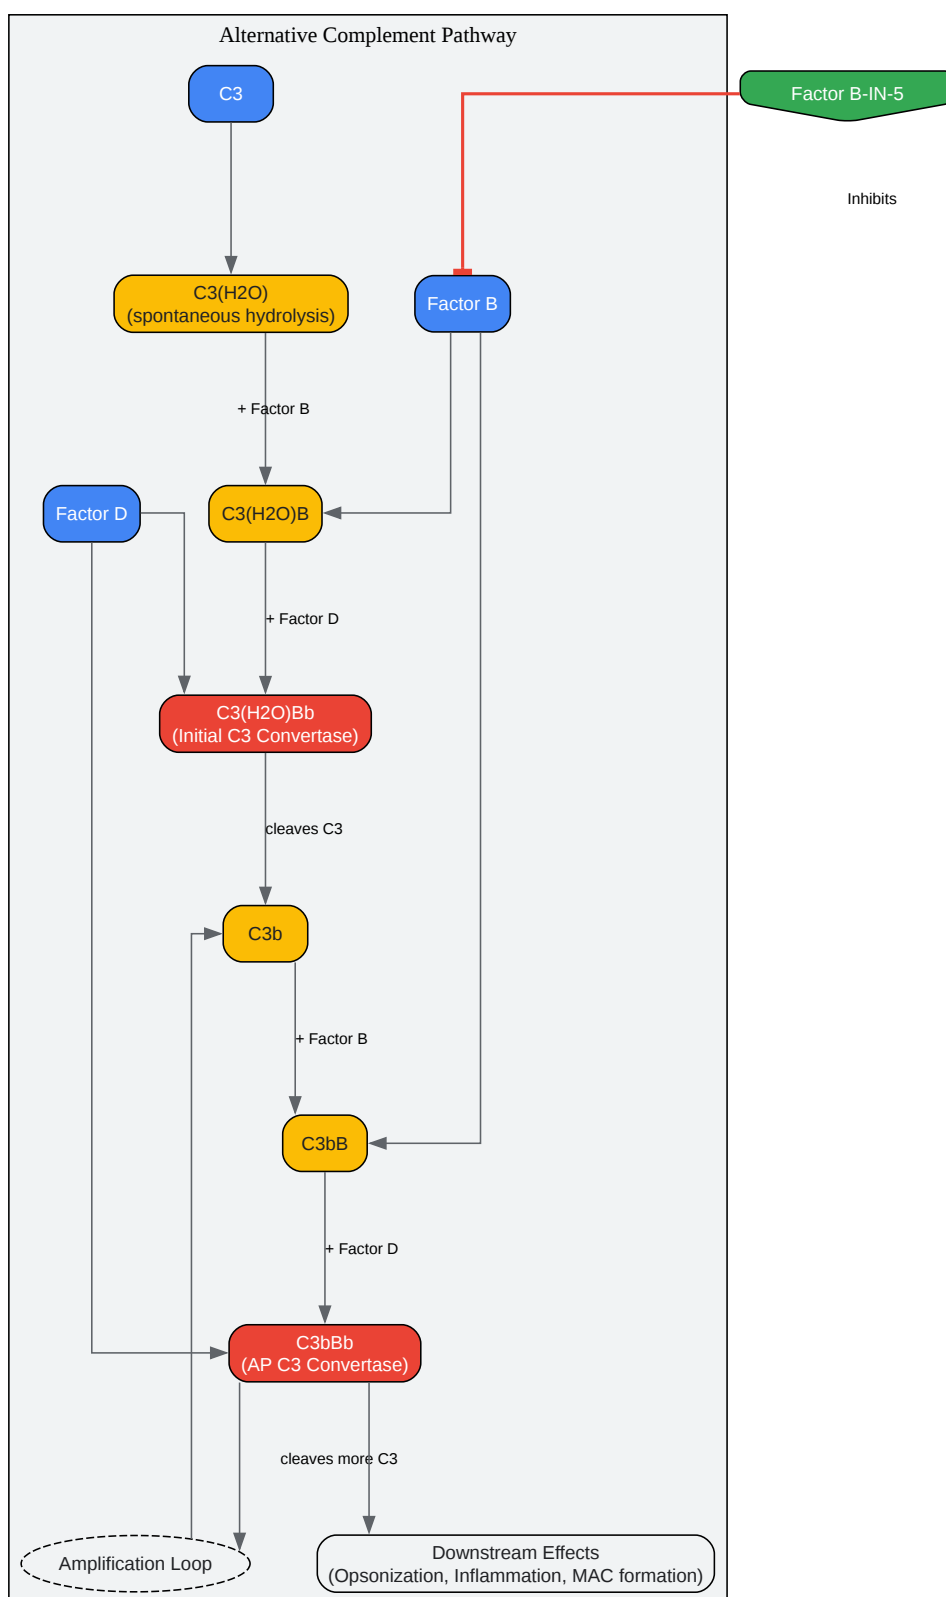 Alternative Complement Pathway
C3
Factor B-IN-5
Inhibits
C3(H2O)
(spontaneous hydrolysis)
Factor B
+ Factor B
Factor D
C3(H2O)B
+ Factor D
C3(H2O)Bb
(Initial C3 Convertase)
cleaves C3
C3b
+ Factor B
C3bB
+ Factor D
C3bBb
(AP C3 Convertase)
cleaves more C3
Amplification Loop
Downstream Effects
(Opsonization, Inflammation, MAC formation)